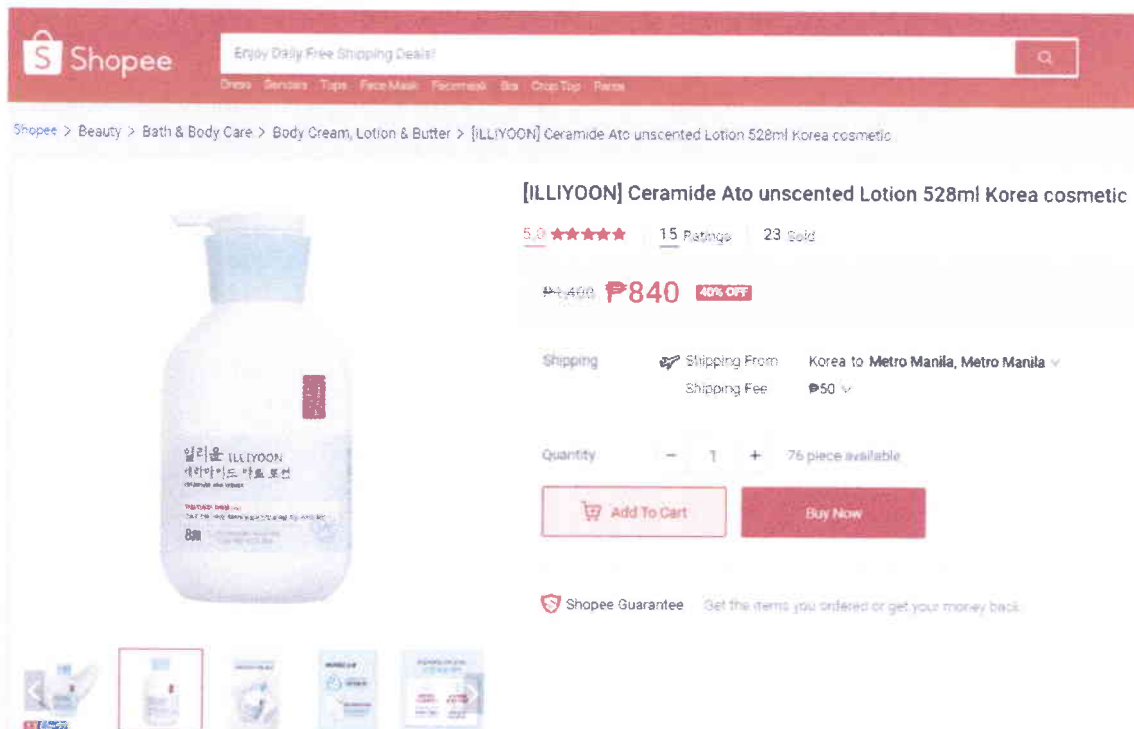 Shopee
Enjoy Daily Free Shipping Deals!
Dress Sandals Tops Face Mask Facemask Bra Crop Top
Shopee > Beauty > Bath & Body Care > Body Cream, Lotion & Butter > [ILLIYOON] Ceramide Ato unscented Lotion 528ml Korea cosmetic
[ILLIYOON] Ceramide Ato unscented Lotion 528ml Korea cosmetic
5.0 ★★★★★ 15 Ratings 23 Sold
₱1,400 ₱840 40% OFF
Shipping Shipping From Korea to Metro Manila, Metro Manila
Shipping Fee ₱50
Quantity - 1 + 76 piece available
Add To Cart Buy Now
Shopee Guarantee Get the items you ordered or get your money back
일리윤 ILLIYOON
세라마이드 아토 로션